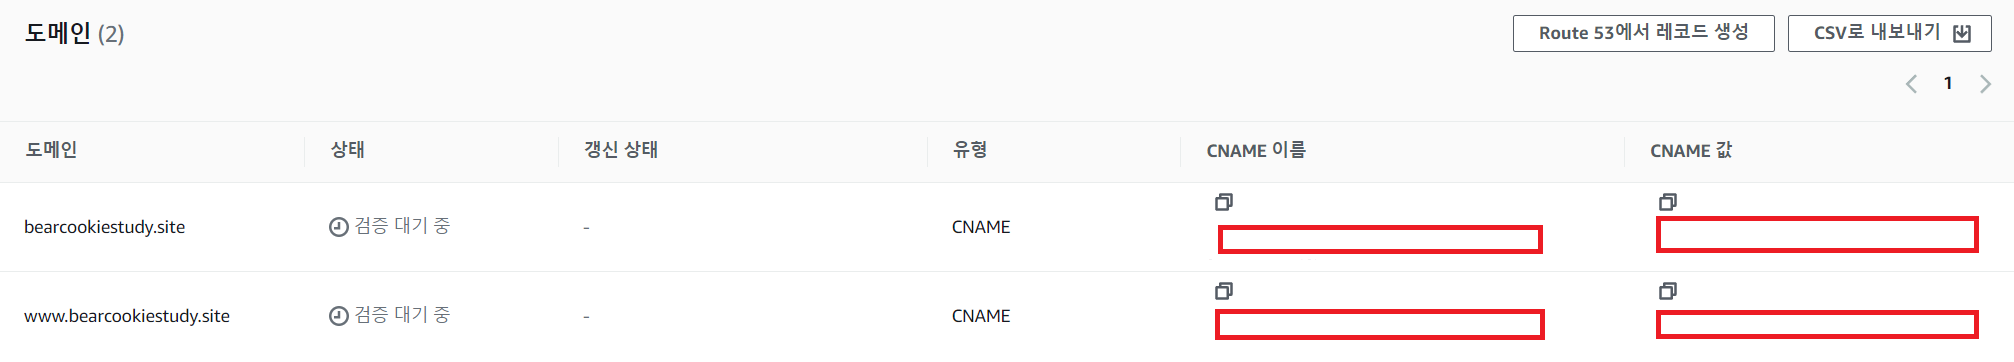 도메인 (2)
Route 53에서 레코드 생성
CSV로 내보내기
1
도메인 상태 갱신 상태 유형 CNAME 이름 CNAME 값
bearcookiestudy.site 검증 대기 중 - CNAME
www.bearcookiestudy.site 검증 대기 중 - CNAME